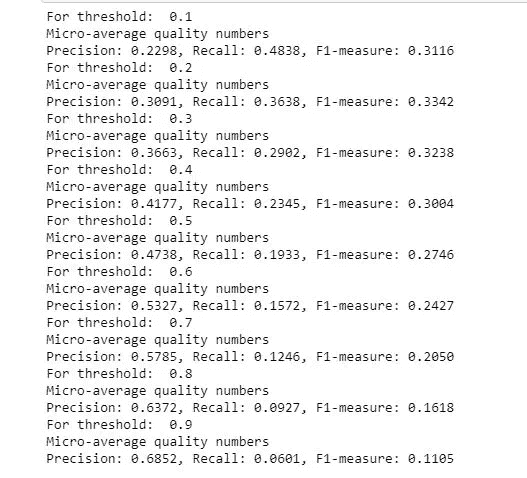 For threshold:  0.1
Micro-average quality numbers
Precision: 0.2298, Recall: 0.4838, F1-measure: 0.3116
For threshold:  0.2
Micro-average quality numbers
Precision: 0.3091, Recall: 0.3638, F1-measure: 0.3342
For threshold:  0.3
Micro-average quality numbers
Precision: 0.3663, Recall: 0.2902, F1-measure: 0.3238
For threshold:  0.4
Micro-average quality numbers
Precision: 0.4177, Recall: 0.2345, F1-measure: 0.3004
For threshold:  0.5
Micro-average quality numbers
Precision: 0.4738, Recall: 0.1933, F1-measure: 0.2746
For threshold:  0.6
Micro-average quality numbers
Precision: 0.5327, Recall: 0.1572, F1-measure: 0.2427
For threshold:  0.7
Micro-average quality numbers
Precision: 0.5785, Recall: 0.1246, F1-measure: 0.2050
For threshold:  0.8
Micro-average quality numbers
Precision: 0.6372, Recall: 0.0927, F1-measure: 0.1618
For threshold:  0.9
Micro-average quality numbers
Precision: 0.6852, Recall: 0.0601, F1-measure: 0.1105